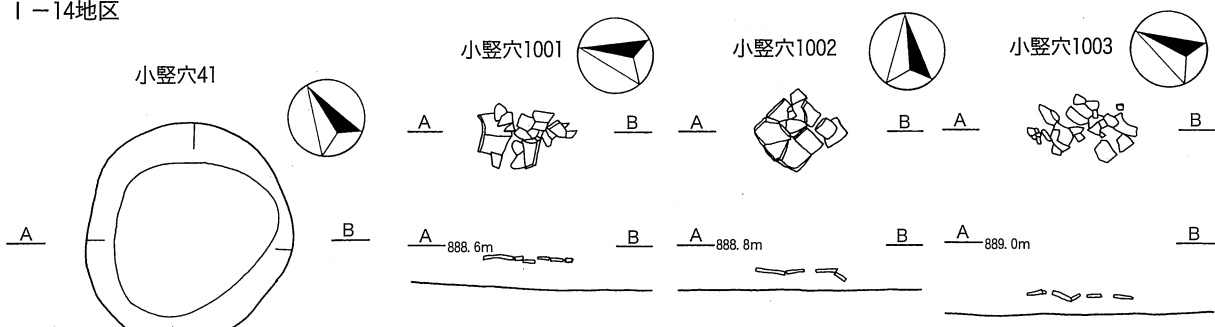 Ⅰ－14地区
小竪穴41
A B
小竪穴1001
A B
A 888.6m B
小竪穴1002
A B
A 888.8m B
小竪穴1003
A B
A 889.0m B